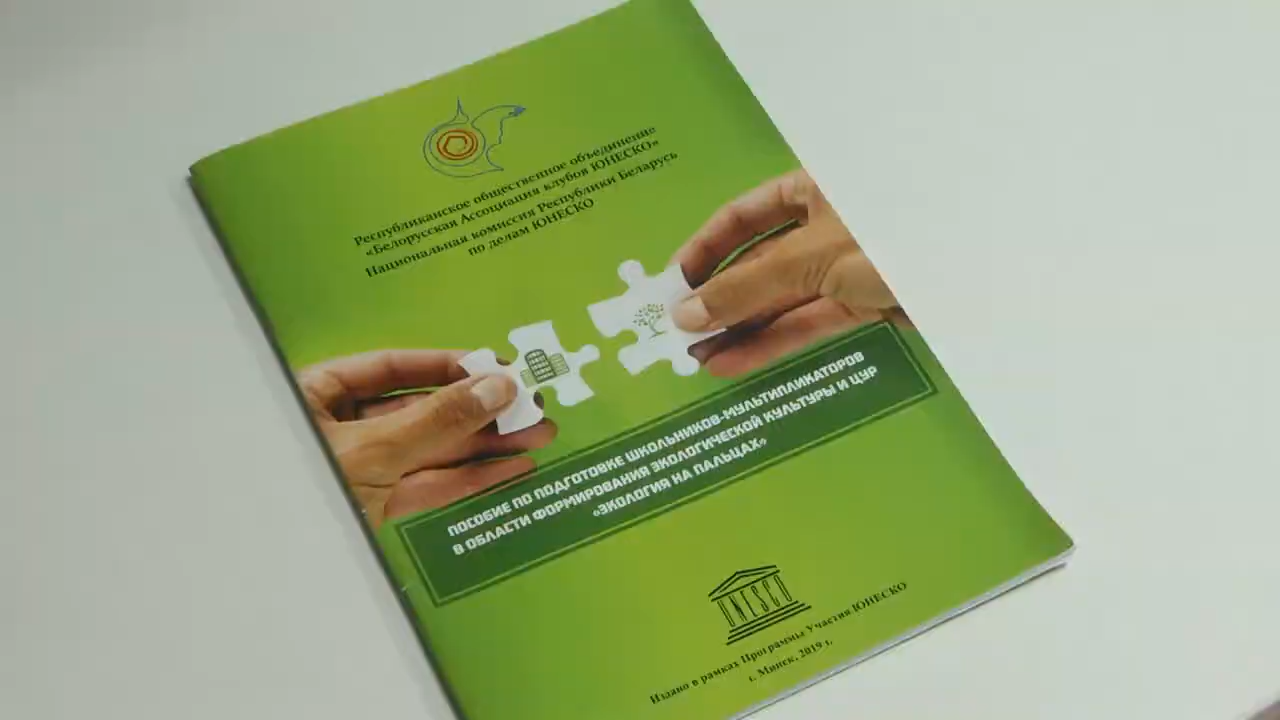 Республиканское общественное объединение
«Белорусская Ассоциация клубов ЮНЕСКО»
Национальная комиссия Республики Беларусь
по делам ЮНЕСКО
ПОСОБИЕ ПО ПОДГОТОВКЕ ШКОЛЬНИКОВ-МУЛЬТИПЛИКАТОРОВ
В ОБЛАСТИ ФОРМИРОВАНИЯ ЭКОЛОГИЧЕСКОЙ КУЛЬТУРЫ И ЦУР
«ЭКОЛОГИЯ НА ПАЛЬЦАХ»
UNESCO
Издано в рамках Программы Участия ЮНЕСКО
г. Минск, 2019 г.